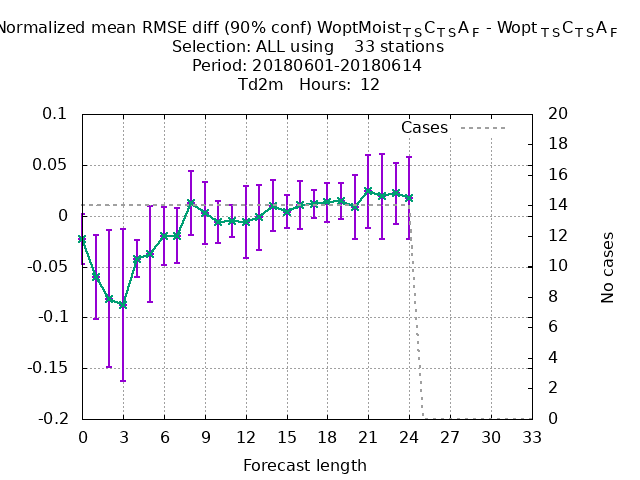 Normalized mean RMSE diff (90% conf) WoptMoist_TSC_TSA_F - Wopt_TSC_TSA_F
Selection: ALL using 33 stations
Period: 20180601-20180614
Td2m Hours: 12
Cases
0.1
0.05
0
-0.05
-0.1
-0.15
-0.2
20
18
16
14
12
10
8
6
4
2
0
No cases
0 3 6 9 12 15 18 21 24 27 30 33
Forecast length